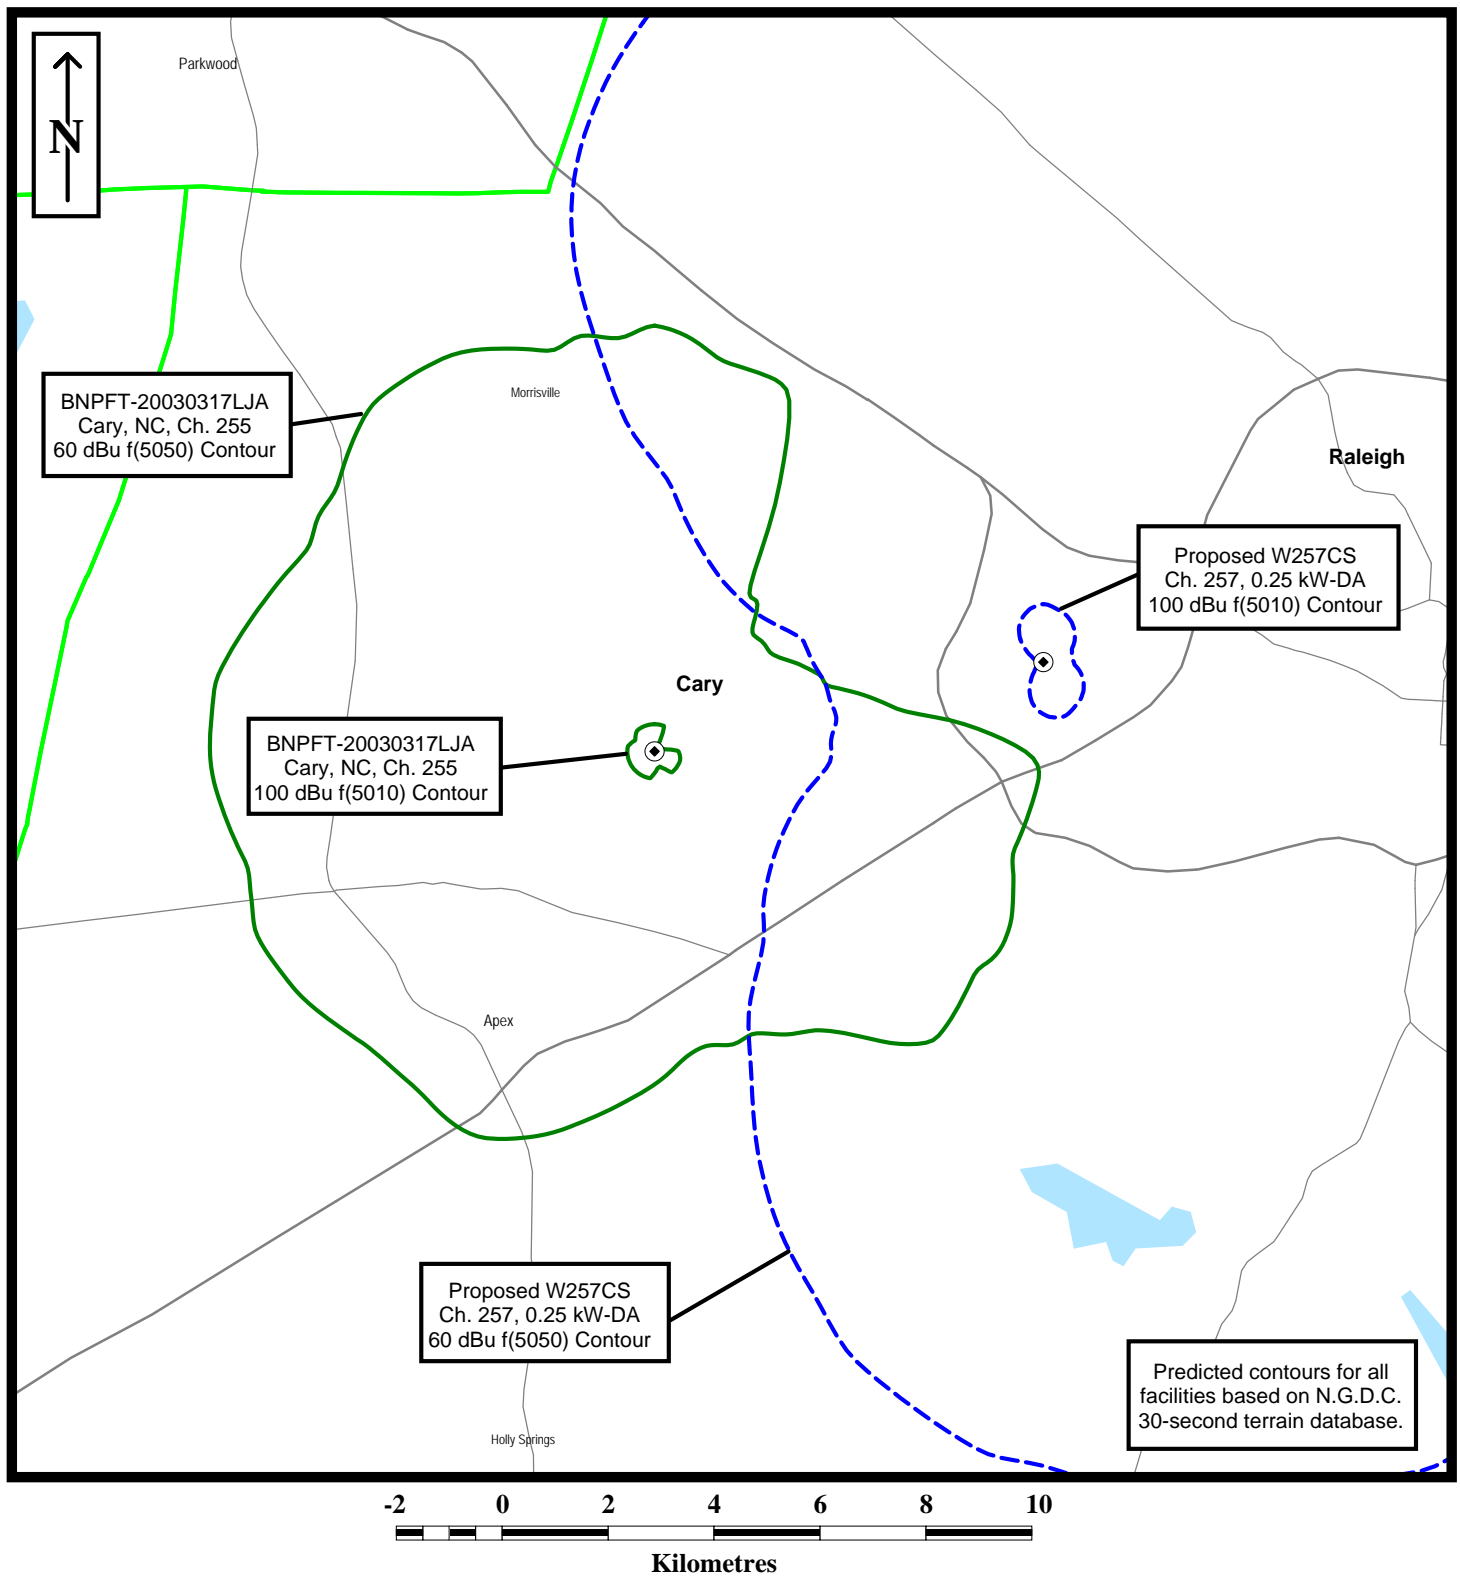 Parkwood
N
BNPFT-20030317LJA
Cary, NC, Ch. 255
60 dBu f(5050) Contour
Morrisville
Raleigh
Proposed W257CS
Ch. 257, 0.25 kW-DA
100 dBu f(5010) Contour
Cary
BNPFT-20030317LJA
Cary, NC, Ch. 255
100 dBu f(5010) Contour
Apex
Proposed W257CS
Ch. 257, 0.25 kW-DA
60 dBu f(5050) Contour
Predicted contours for all
facilities based on N.G.D.C.
30-second terrain database.
Holly Springs
-2 0 2 4 6 8 10
Kilometres